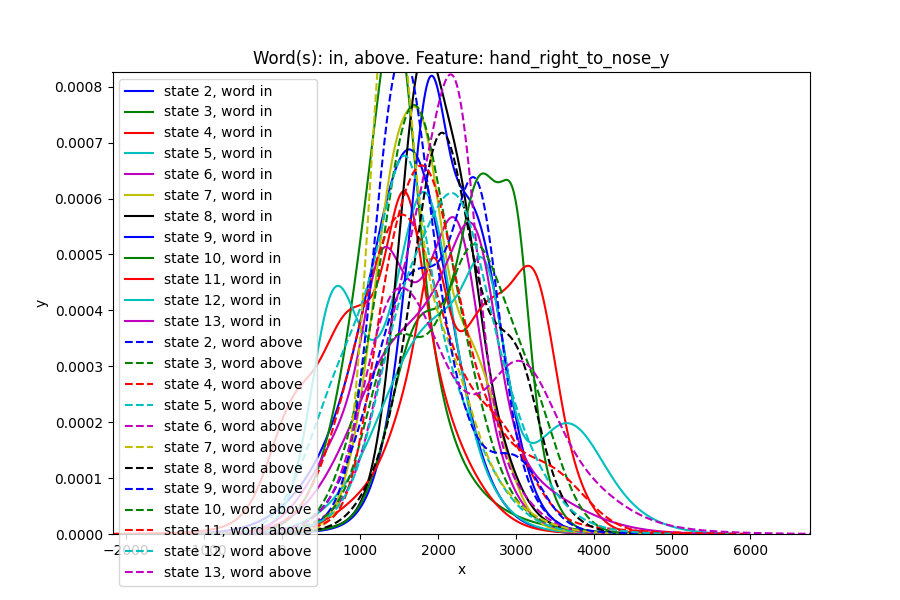 Word(s): in, above. Feature: hand_right_to_nose_y
0.0008
0.0007
0.0006
0.0005
0.0004
0.0003
0.0002
0.0001
0.0000
y
state 2, word in
state 3, word in
state 4, word in
state 5, word in
state 6, word in
state 7, word in
state 8, word in
state 9, word in
state 10, word in
state 11, word in
state 12, word in
state 13, word in
state 2, word above
state 3, word above
state 4, word above
state 5, word above
state 6, word above
state 7, word above
state 8, word above
state 9, word above
state 10, word above
state 11, word above
state 12, word above
state 13, word above
1000 2000 3000 4000 5000 6000
x